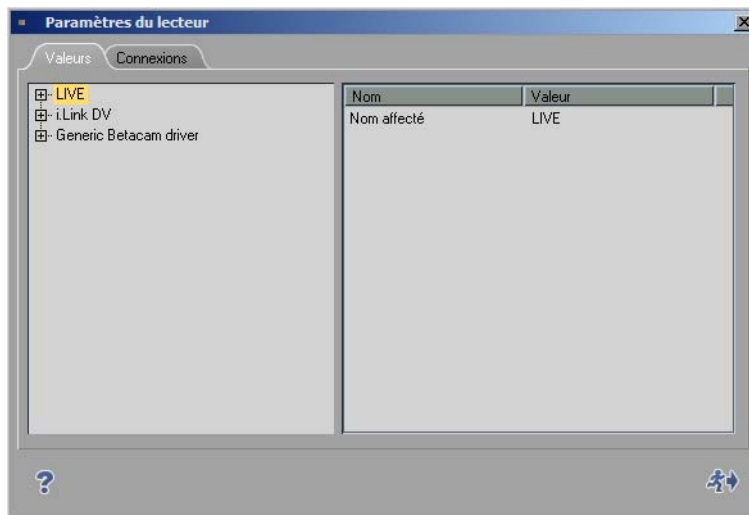 Paramètres du lecteur
Valeurs Connexions
LIVE
i.Link DV
Generic Betacam driver
Nom Valeur
Nom affecté LIVE